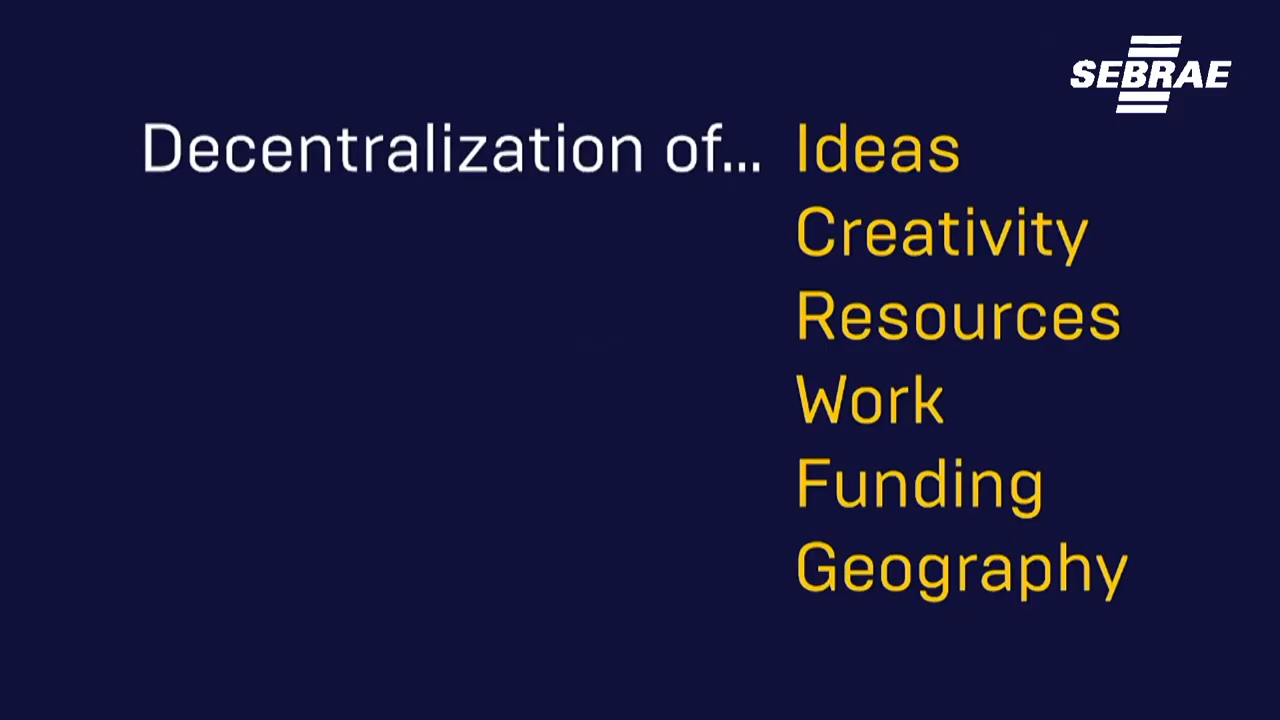 SEBRAE
Decentralization of... Ideas
Creativity
Resources
Work
Funding
Geography